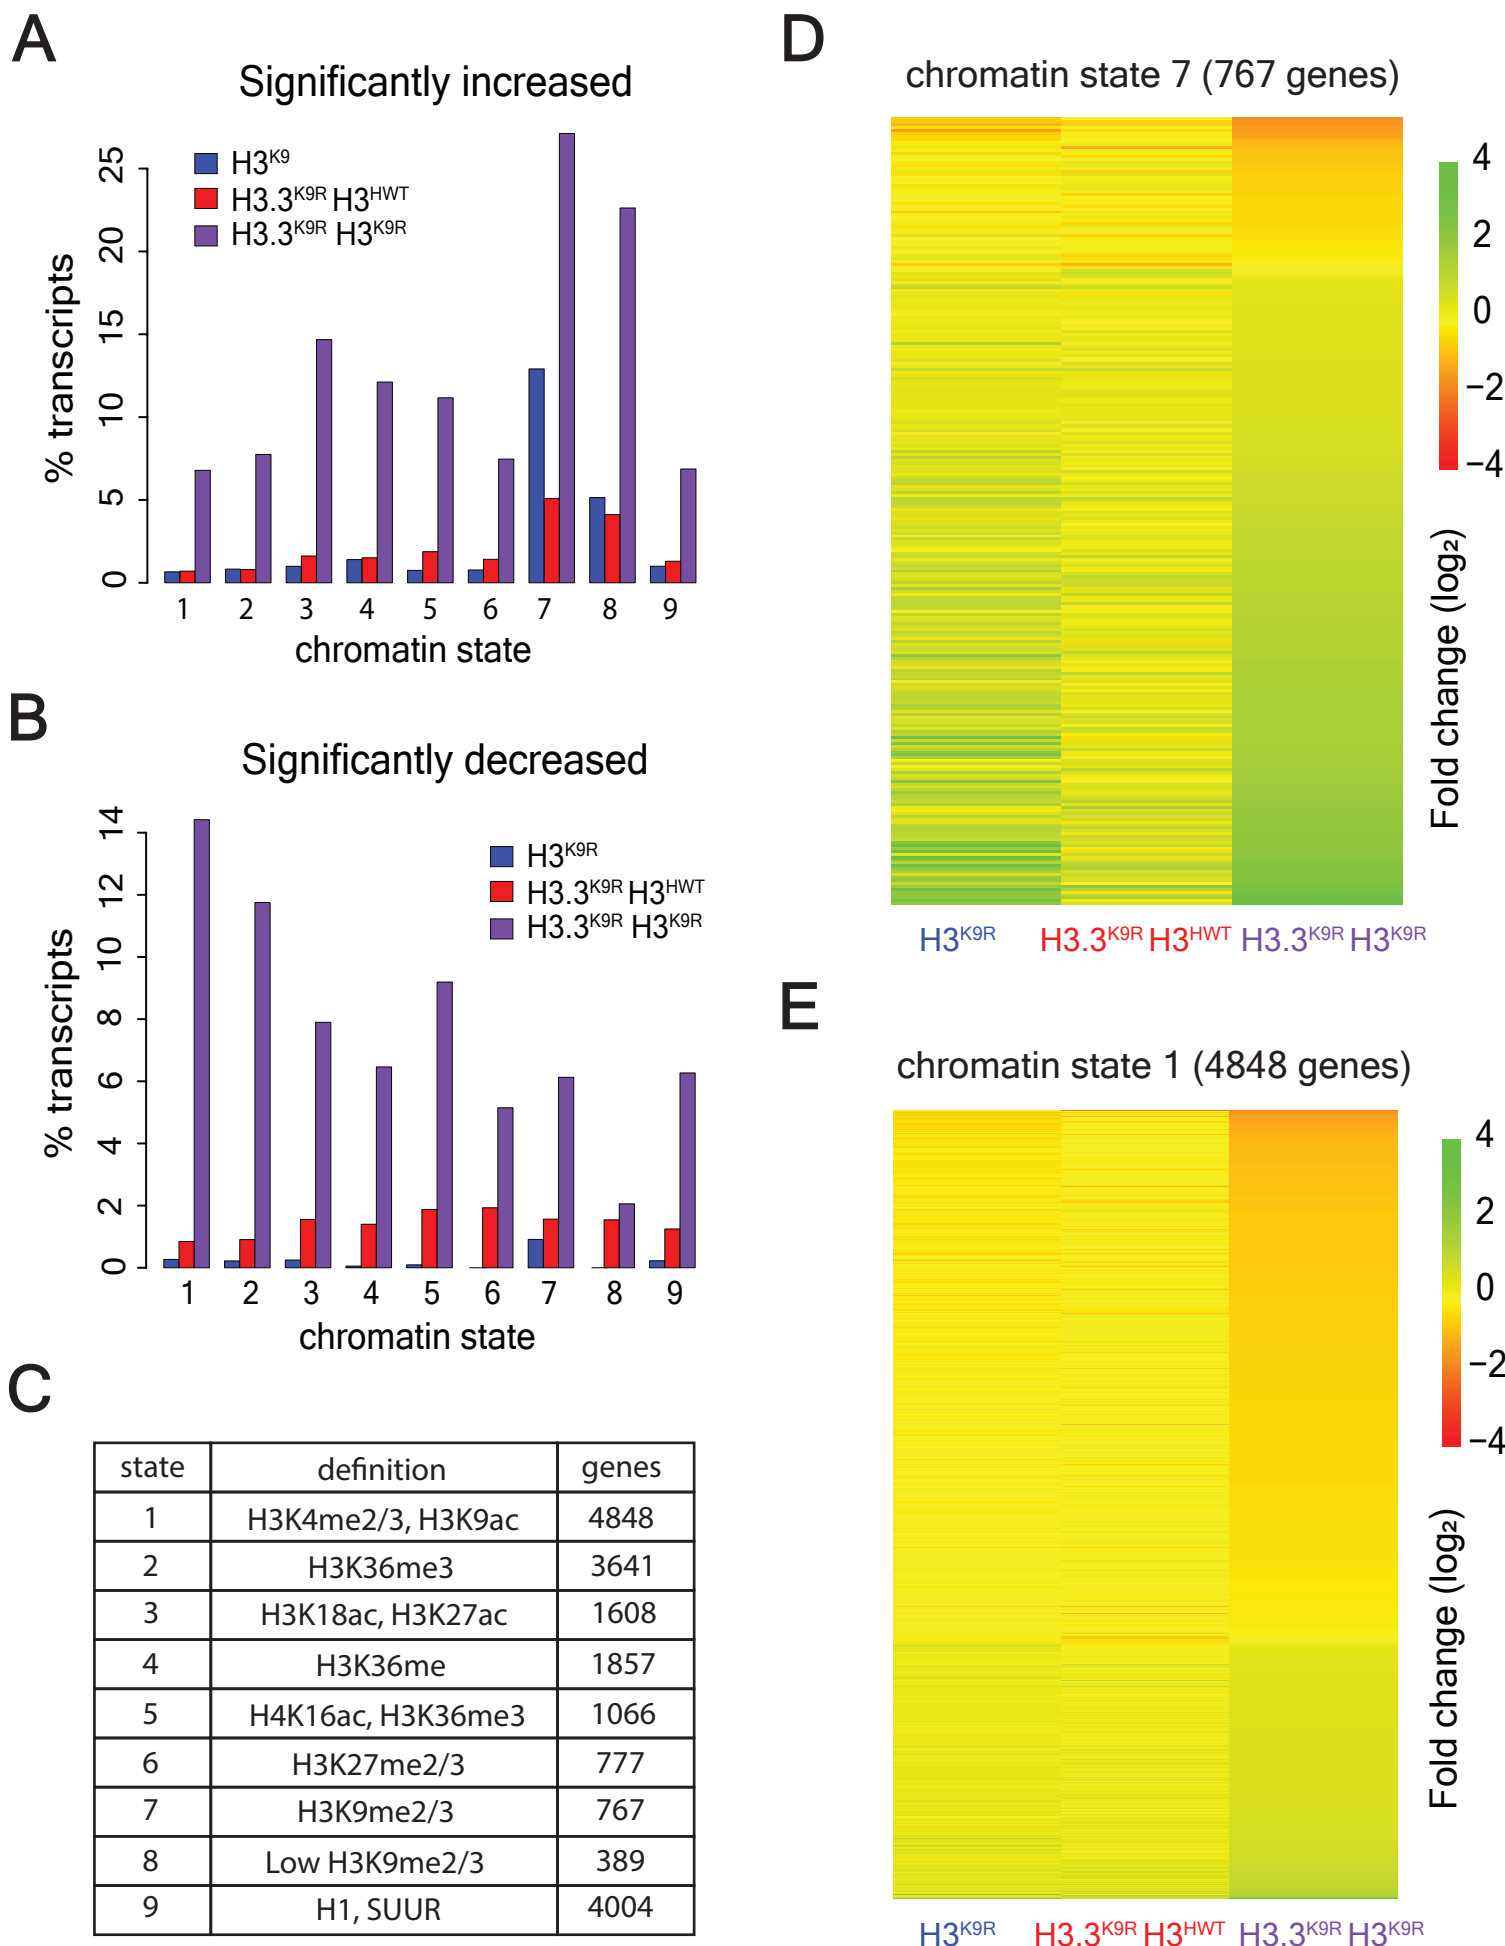 A
Significantly increased
H3K9
H3.3K9R H3HWT
H3.3K9R H3K9R
% transcripts
0 5 10 15 20 25
1 2 3 4 5 6 7 8 9
chromatin state
B
Significantly decreased
H3K9R
H3.3K9R H3HWT
H3.3K9R H3K9R
% transcripts
0 2 4 6 8 10 12 14
1 2 3 4 5 6 7 8 9
chromatin state
C
state definition genes
1 H3K4me2/3, H3K9ac 4848
2 H3K36me3 3641
3 H3K18ac, H3K27ac 1608
4 H3K36me 1857
5 H4K16ac, H3K36me3 1066
6 H3K27me2/3 777
7 H3K9me2/3 767
8 Low H3K9me2/3 389
9 H1, SUUR 4004
D
chromatin state 7 (767 genes)
4
2
0
−2
−4
Fold change (log₂)
H3K9R H3.3K9R H3HWT H3.3K9R H3K9R
E
chromatin state 1 (4848 genes)
4
2
0
−2
−4
Fold change (log₂)
H3K9R H3.3K9R H3HWT H3.3K9R H3K9R